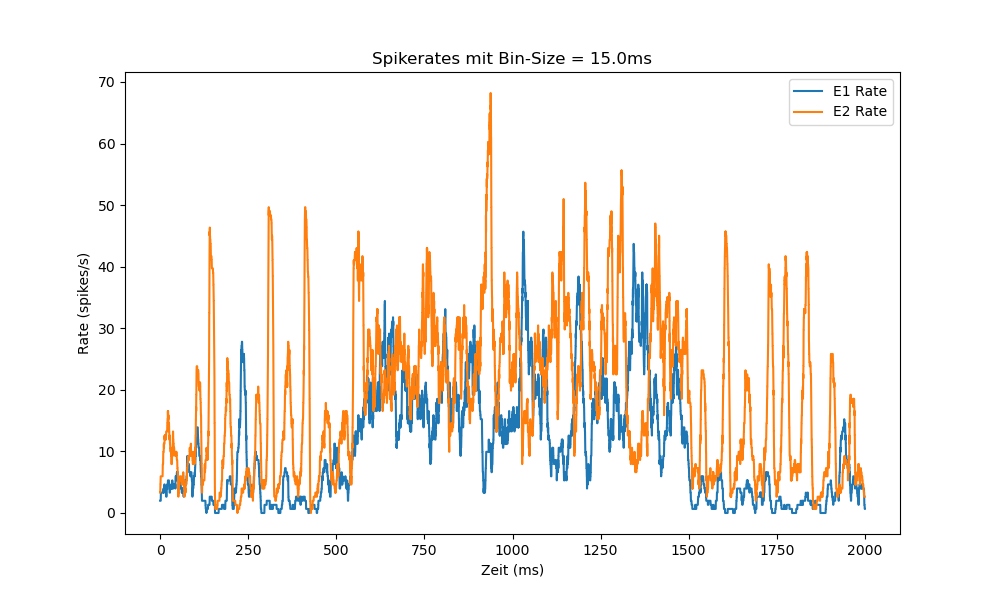 Spikerates mit Bin-Size = 15.0ms
E1 Rate
E2 Rate
70
60
50
40
30
20
10
0
Rate (spikes/s)
0 250 500 750 1000 1250 1500 1750 2000
Zeit (ms)